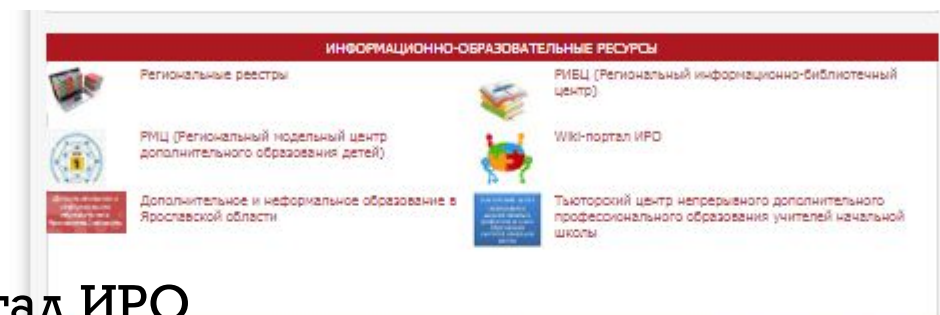 ИНФОРМАЦИОННО-ОБРАЗОВАТЕЛЬНЫЕ РЕСУРСЫ
Региональные реестры
РИБЦ (Региональный информационно-библиотечный
центр)
РМЦ (Региональный модельный центр
дополнительного образования детей)
Wiki-портал ИРО
Дополнительное и неформальное образование в
Ярославской области
Тьюторский центр непрерывного дополнительного
профессионального образования учителей начальной
школы
тал ИРО